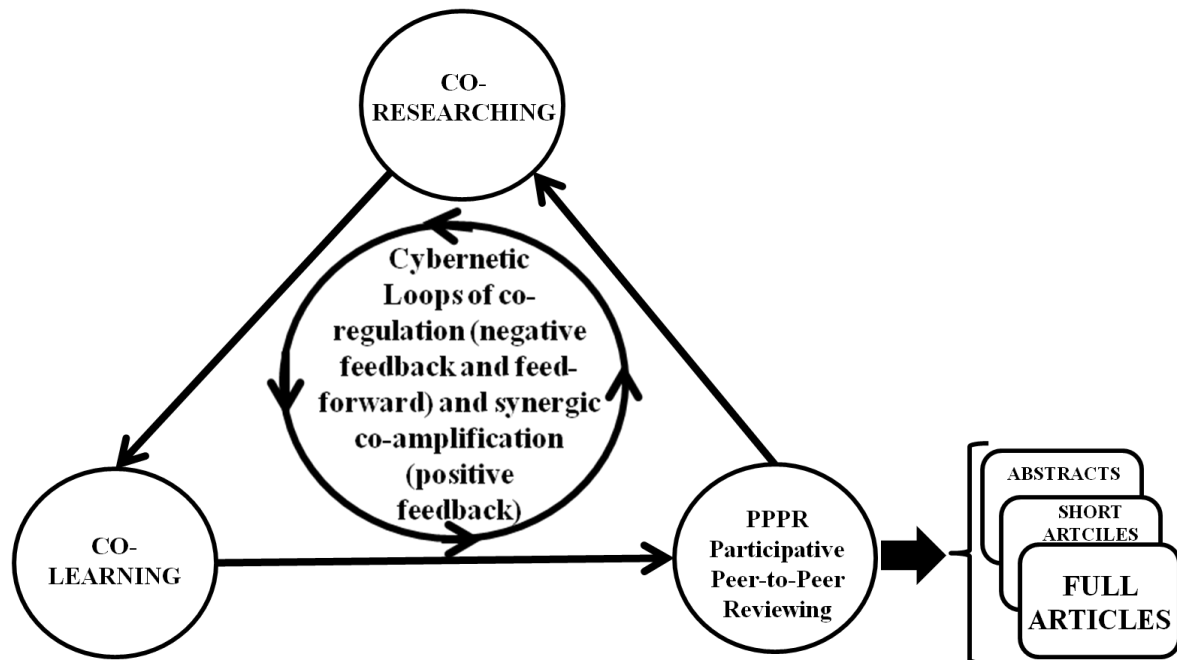 CO-
RESEARCHING
Cybernetic
Loops of co-
regulation (negative
feedback and feed-
forward) and synergic
co-amplification
(positive
feedback)
CO-
LEARNING
PPPR
Participative
Peer-to-Peer
Reviewing
ABSTRACTS
SHORT
ARTCILES
FULL
ARTICLES